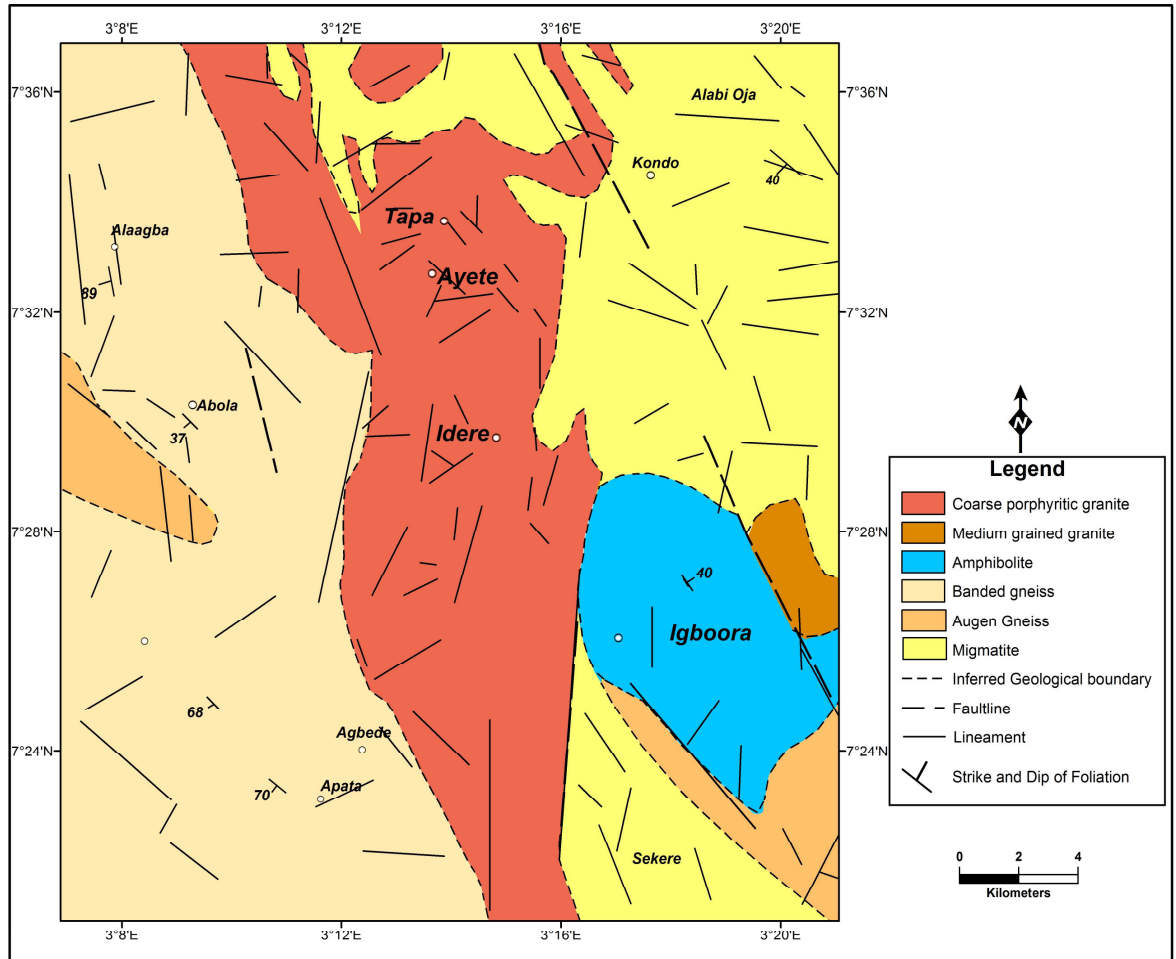 3°8'E 3°12'E 3°16'E 3°20'E
7°36'N 7°36'N
Alabi Oja
Kondo
40
Tapa
Alaagba
Ayete
89
7°32'N 7°32'N
Abola
37
Idere
Legend
Coarse porphyritic granite
Medium grained granite
Amphibolite
Banded gneiss
Augen Gneiss
Migmatite
Inferred Geological boundary
Faultline
Lineament
Strike and Dip of Foliation
7°28'N 7°28'N
40
Igboora
68
Agbede
7°24'N 7°24'N
Apata
70
Sekere
3°8'E 3°12'E 3°16'E 3°20'E
N
0 2 4
Kilometers